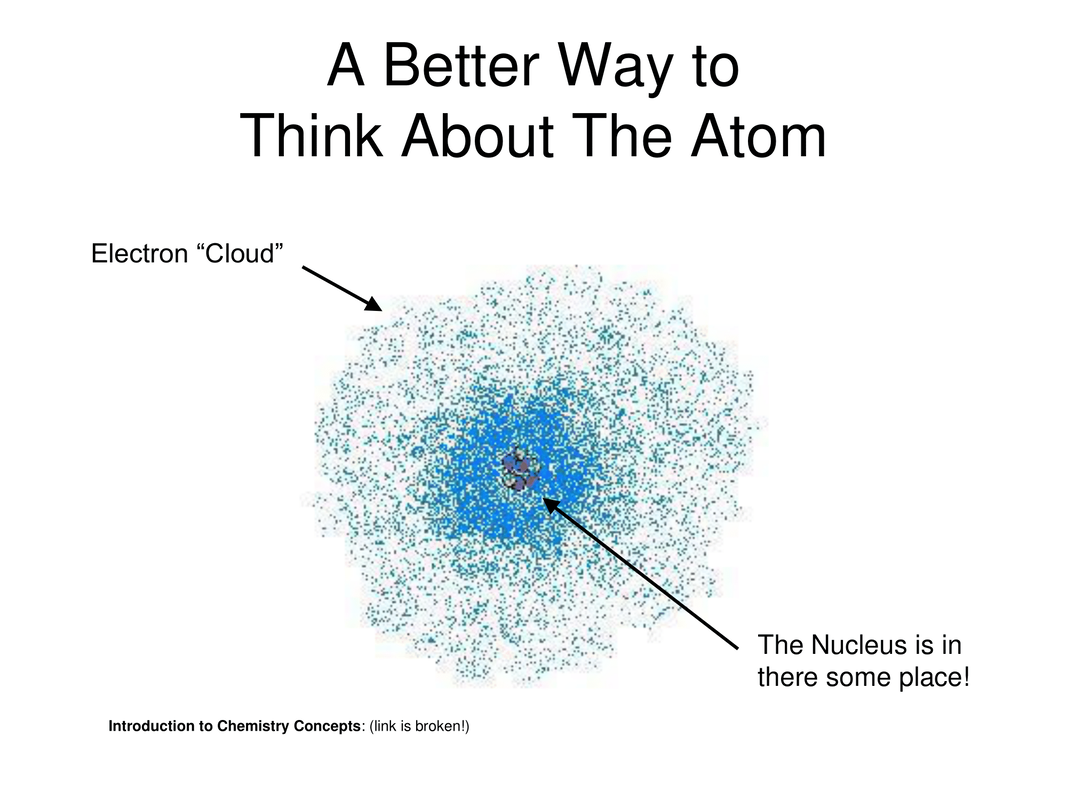 A Better Way to
Think About The Atom
Electron “Cloud”
The Nucleus is in
there some place!
Introduction to Chemistry Concepts: (link is broken!)